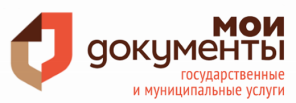 мои
документы
государственные
и муниципальные услуги